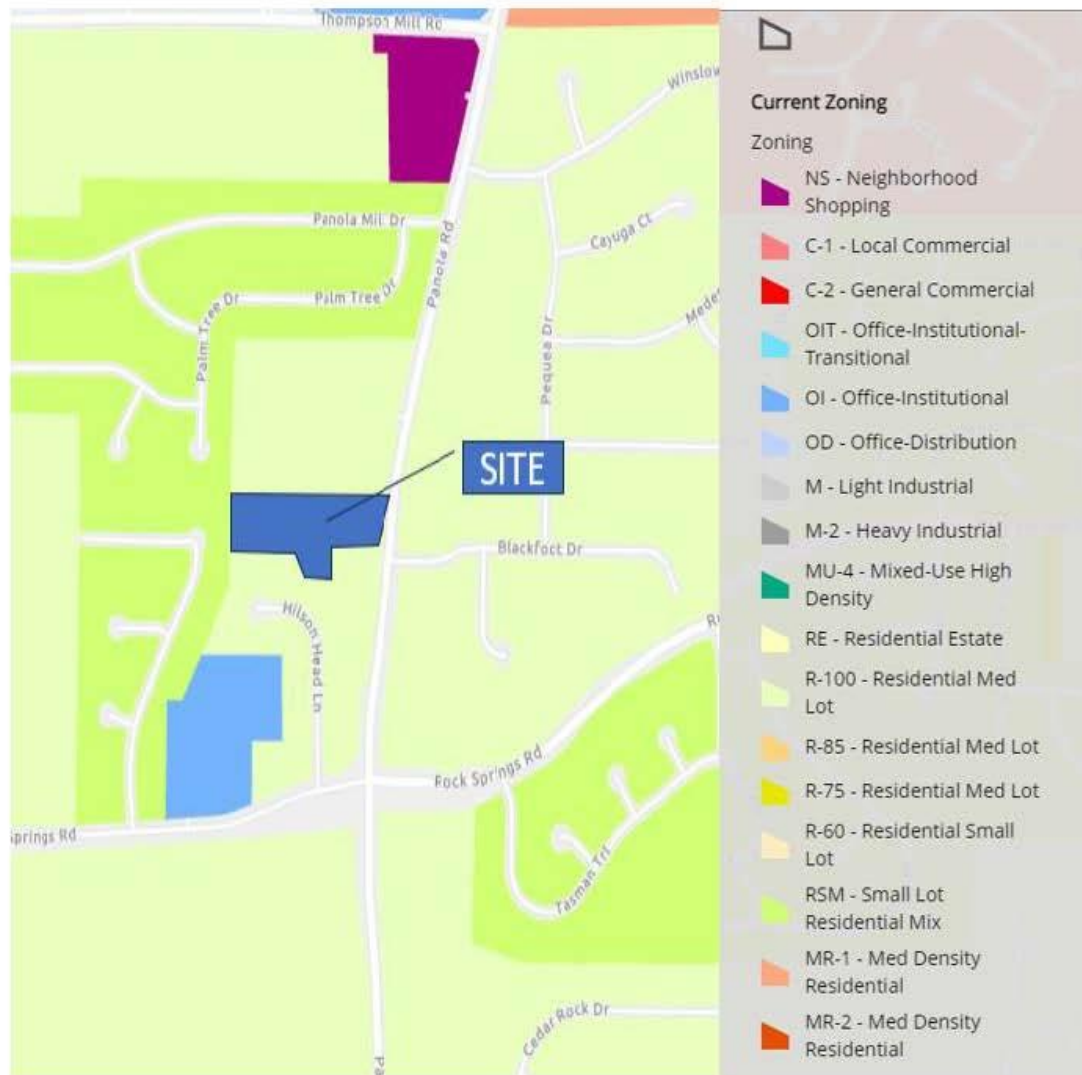 Thompson Mill Rd
Winslow
Panola Mil Dr
Panola Rd
Cayuga Ct
Palm Tree Dr
Palm Tree Dr
Pequea Dr
SITE
Blackfoot Dr
Hilson Head Ln
Rock Springs Rd
Springs Rd
Tasman Trl
Cedar Rock Dr
Pa
Current Zoning
Zoning
NS - Neighborhood
Shopping
C-1 - Local Commercial
C-2 - General Commercial
OIT - Office-Institutional-
Transitional
OI - Office-Institutional
OD - Office-Distribution
M - Light Industrial
M-2 - Heavy Industrial
MU-4 - Mixed-Use High
Density
RE - Residential Estate
R-100 - Residential Med
Lot
R-85 - Residential Med Lot
R-75 - Residential Med Lot
R-60 - Residential Small
Lot
RSM - Small Lot
Residential Mix
MR-1 - Med Density
Residential
MR-2 - Med Density
Residential